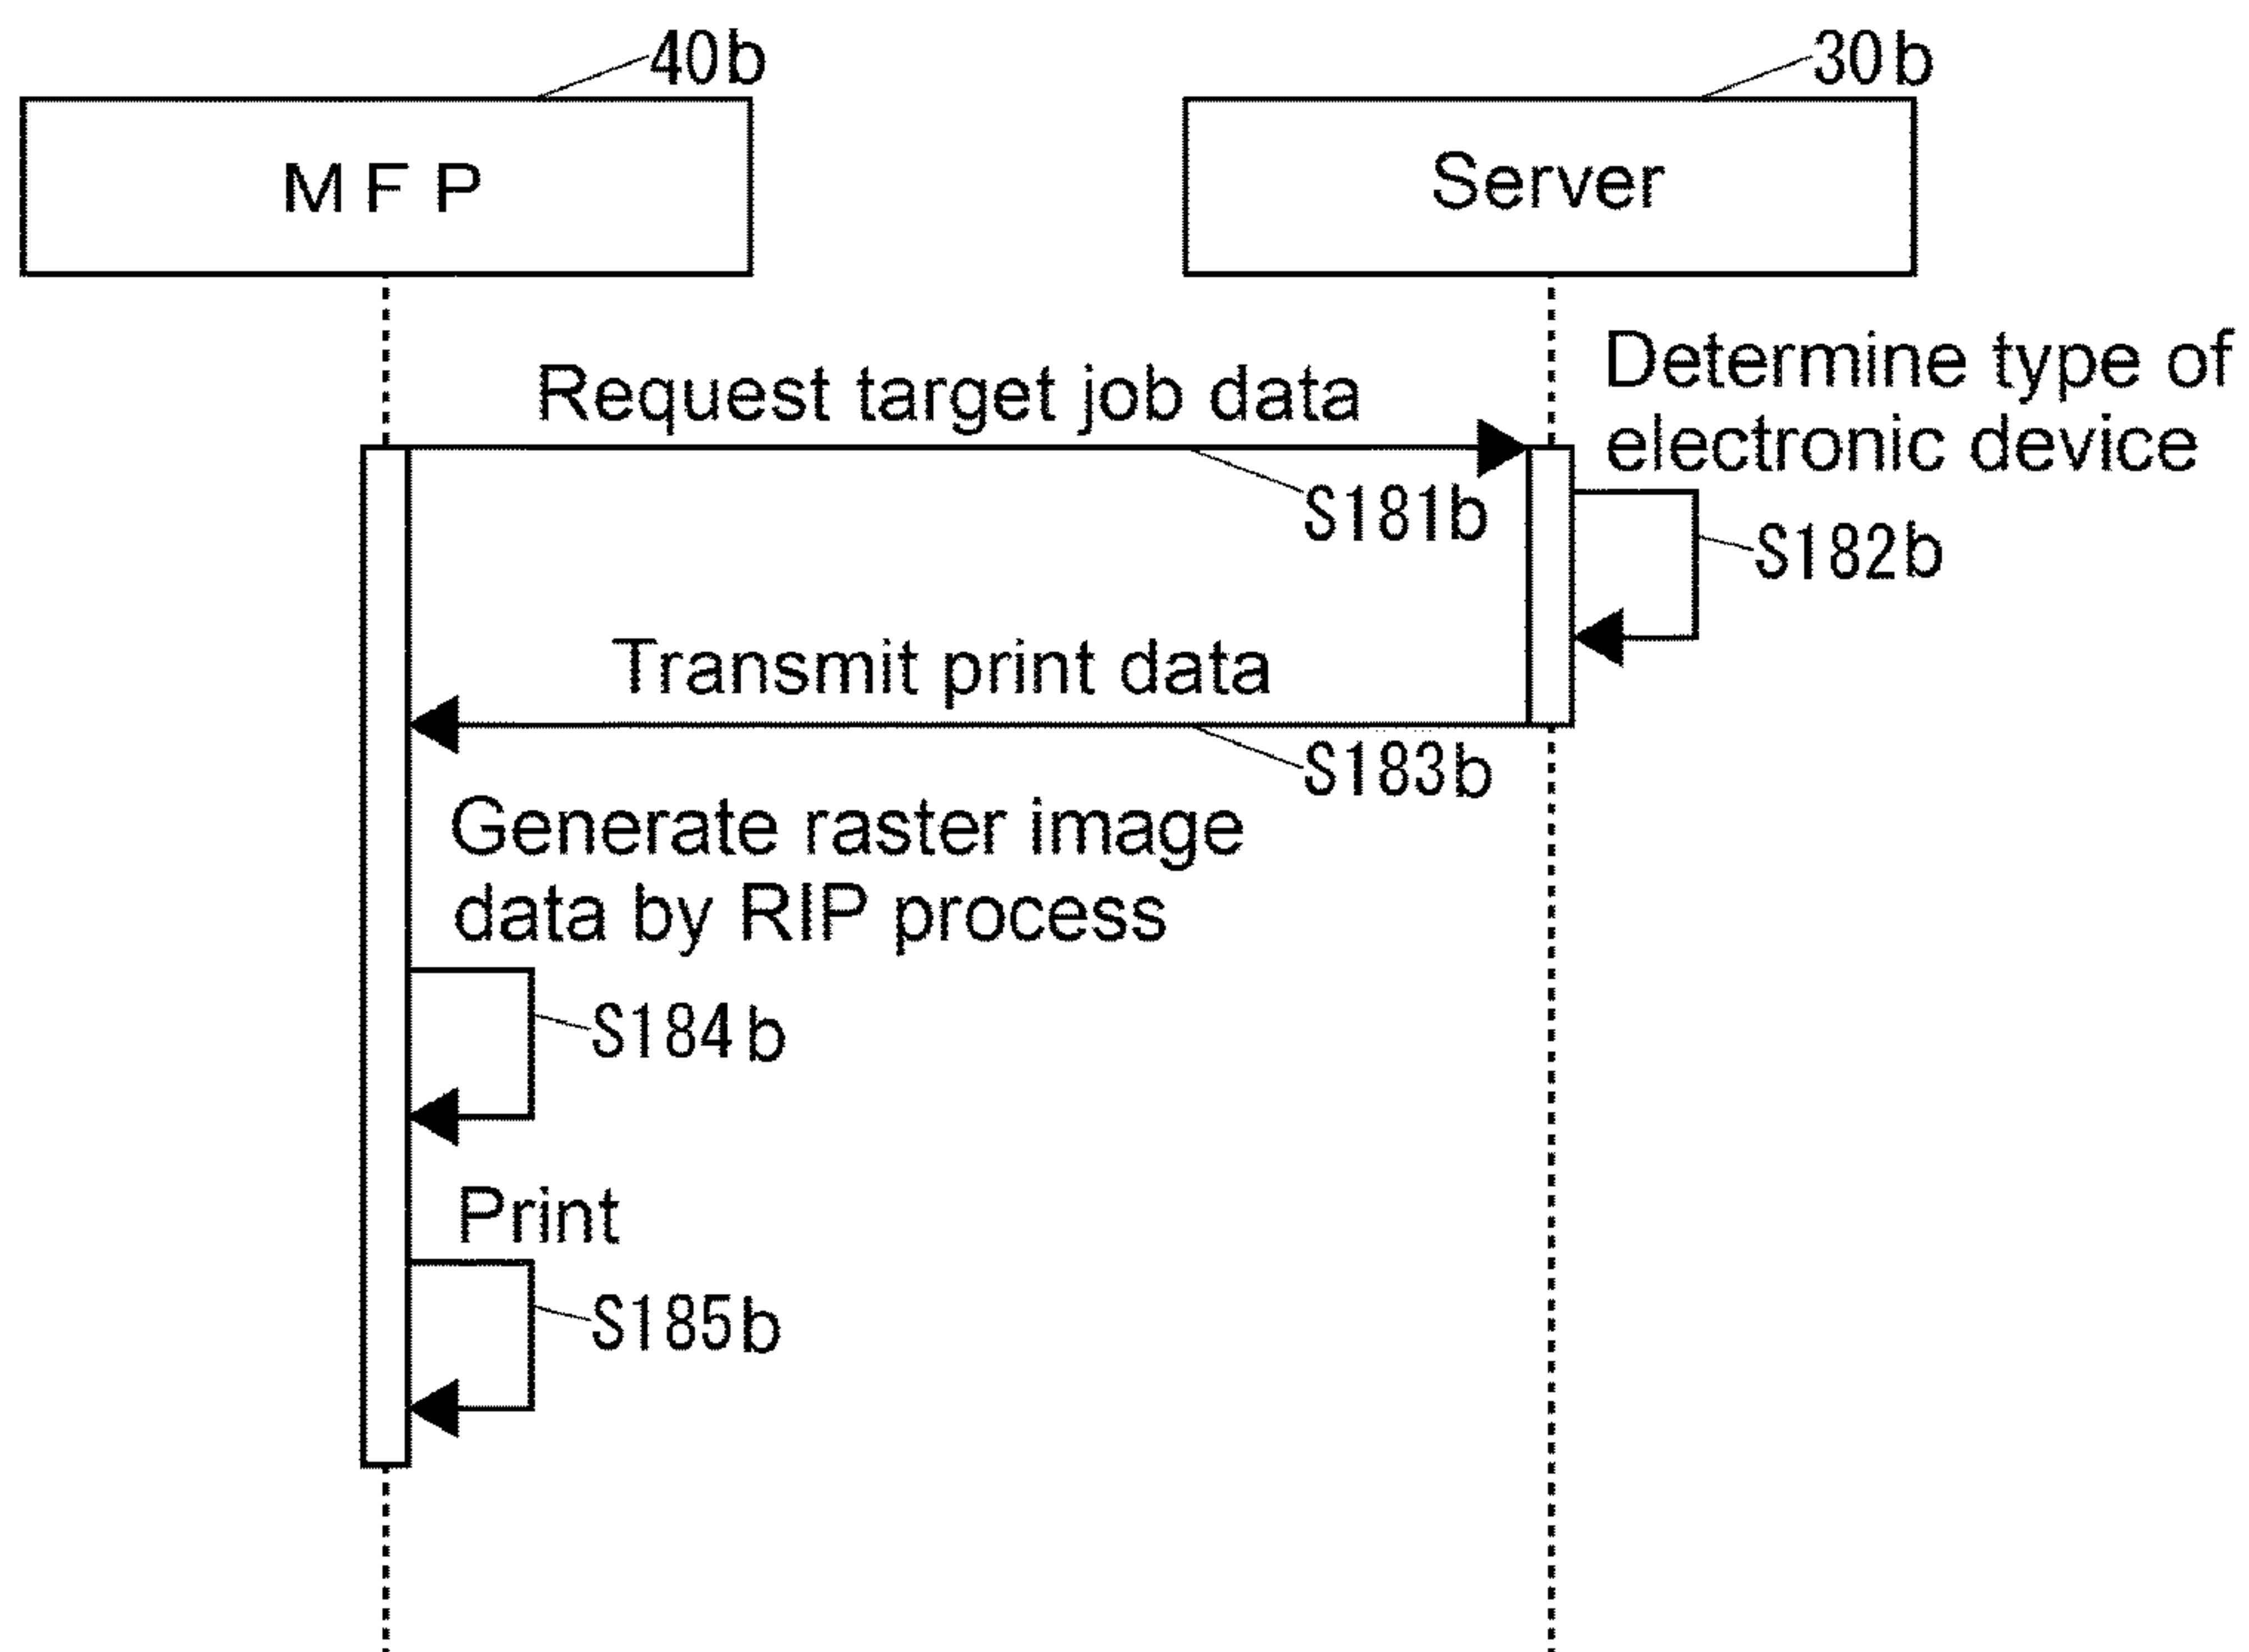 40b
30b
MFP
Server
Determine type of
electronic device
Request target job data
S181b
S182b
Transmit print data
S183b
Generate raster image
data by RIP process
S184b
Print
S185b